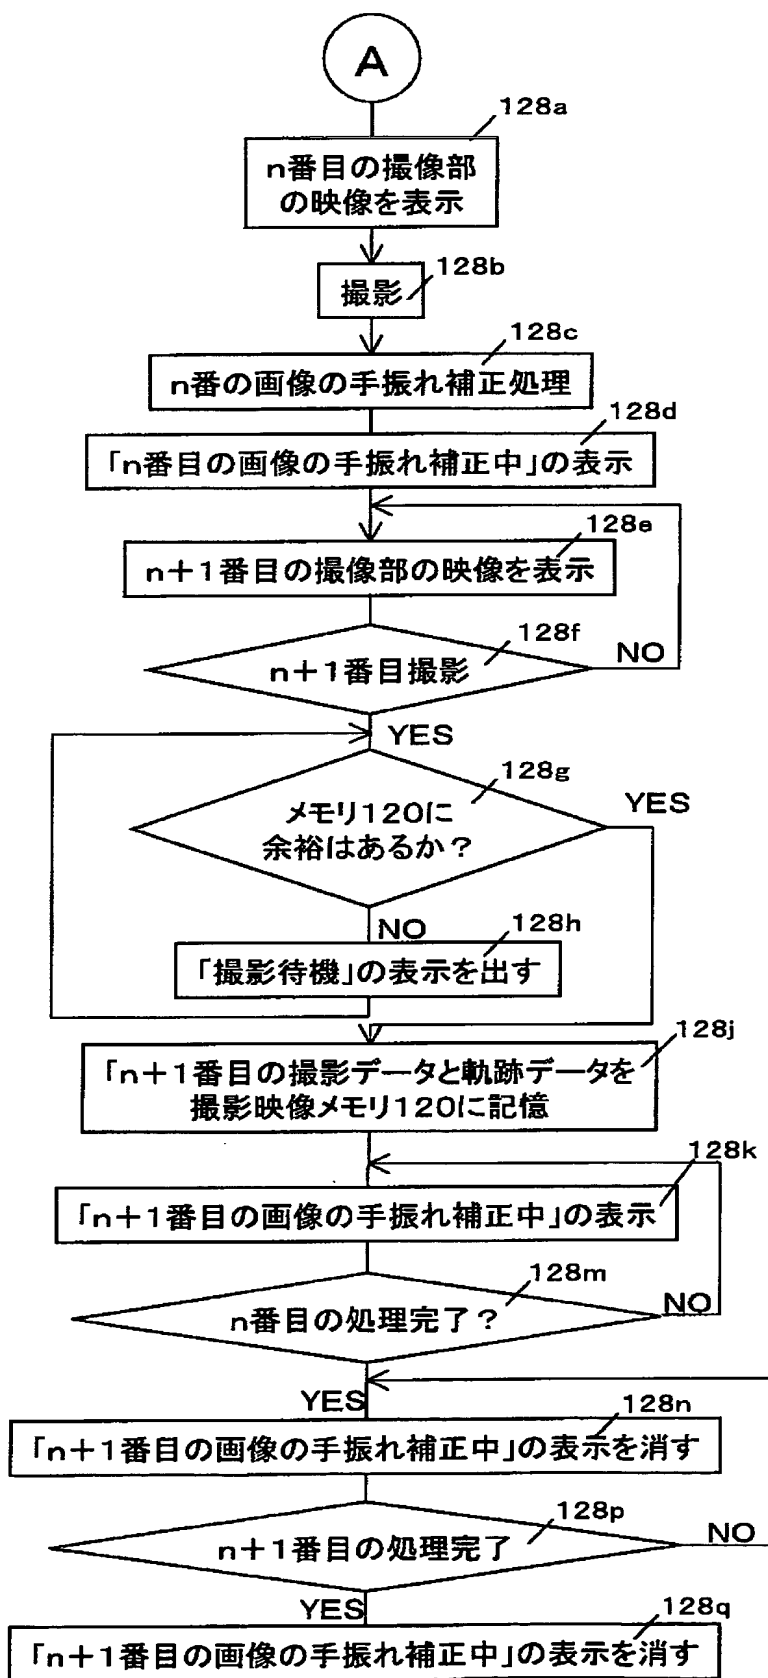 A
128a
n番目の撮像部
の映像を表示
128b
撮影
128c
n番の画像の手振れ補正処理
128d
「n番目の画像の手振れ補正中」の表示
128e
n+1番目の撮像部の映像を表示
128f
n+1番目撮影
NO
YES
128g
メモリ120に
余裕はあるか?
YES
NO
128h
「撮影待機」の表示を出す
128j
「n+1番目の撮影データと軌跡データを
撮影映像メモリ120に記憶
128k
「n+1番目の画像の手振れ補正中」の表示
128m
n番目の処理完了?
NO
YES
128n
「n+1番目の画像の手振れ補正中」の表示を消す
128p
n+1番目の処理完了
NO
YES
128q
「n+1番目の画像の手振れ補正中」の表示を消す